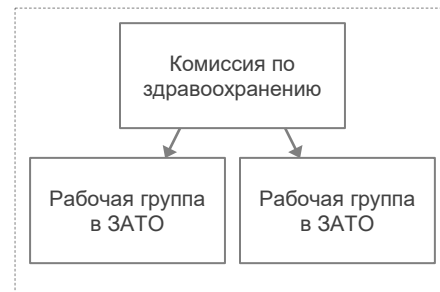 Комиссия по
здравоохранению
Рабочая группа
в ЗАТО
Рабочая группа
в ЗАТО